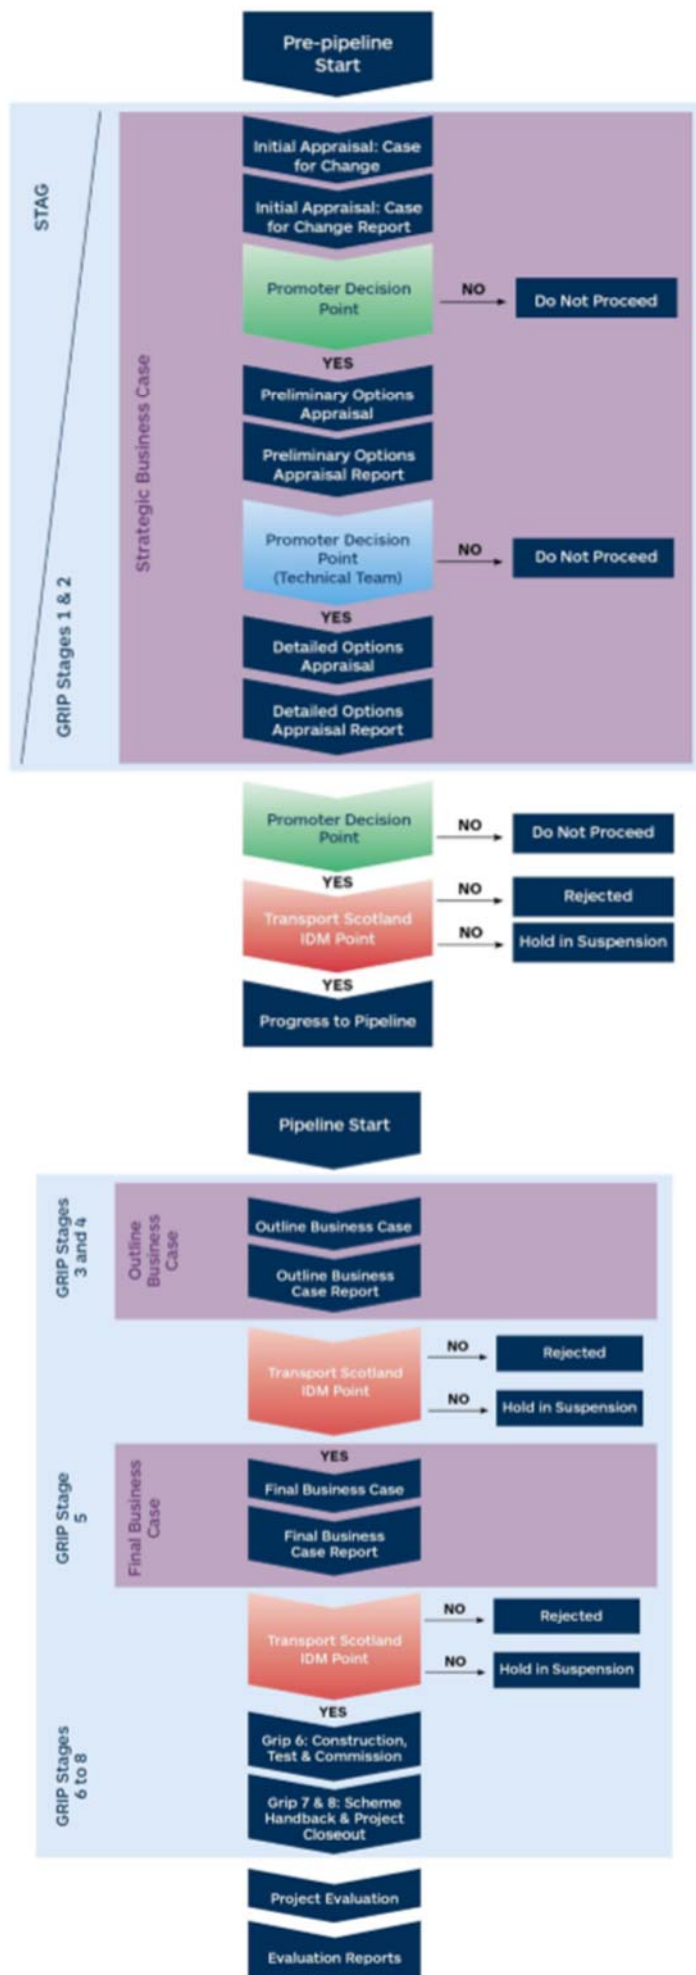 Pre-pipeline
Start
STAG
GRIP Stages 1 & 2
Strategic Business Case
Initial Appraisal: Case
for Change
Initial Appraisal: Case
for Change Report
Promoter Decision
Point
NO
Do Not Proceed
YES
Preliminary Options
Appraisal
Preliminary Options
Appraisal Report
Promoter Decision
Point
(Technical Team)
NO
Do Not Proceed
YES
Detailed Options
Appraisal
Detailed Options
Appraisal Report
Promoter Decision
Point
NO
Do Not Proceed
YES
Transport Scotland
IDM Point
NO
Rejected
NO
Hold in Suspension
YES
Progress to Pipeline
Pipeline Start
GRIP Stages
3 and 4
Outline
Business
Case
Outline Business Case
Outline Business
Case Report
Transport Scotland
IDM Point
NO
Rejected
NO
Hold in Suspension
GRIP Stage
5
Final Business
Case
YES
Final Business Case
Final Business
Case Report
Transport Scotland
IDM Point
NO
Rejected
NO
Hold in Suspension
YES
GRIP Stages
6 to 8
Grip 6: Construction,
Test & Commission
Grip 7 & 8: Scheme
Handback & Project
Closeout
Project Evaluation
Evaluation Reports